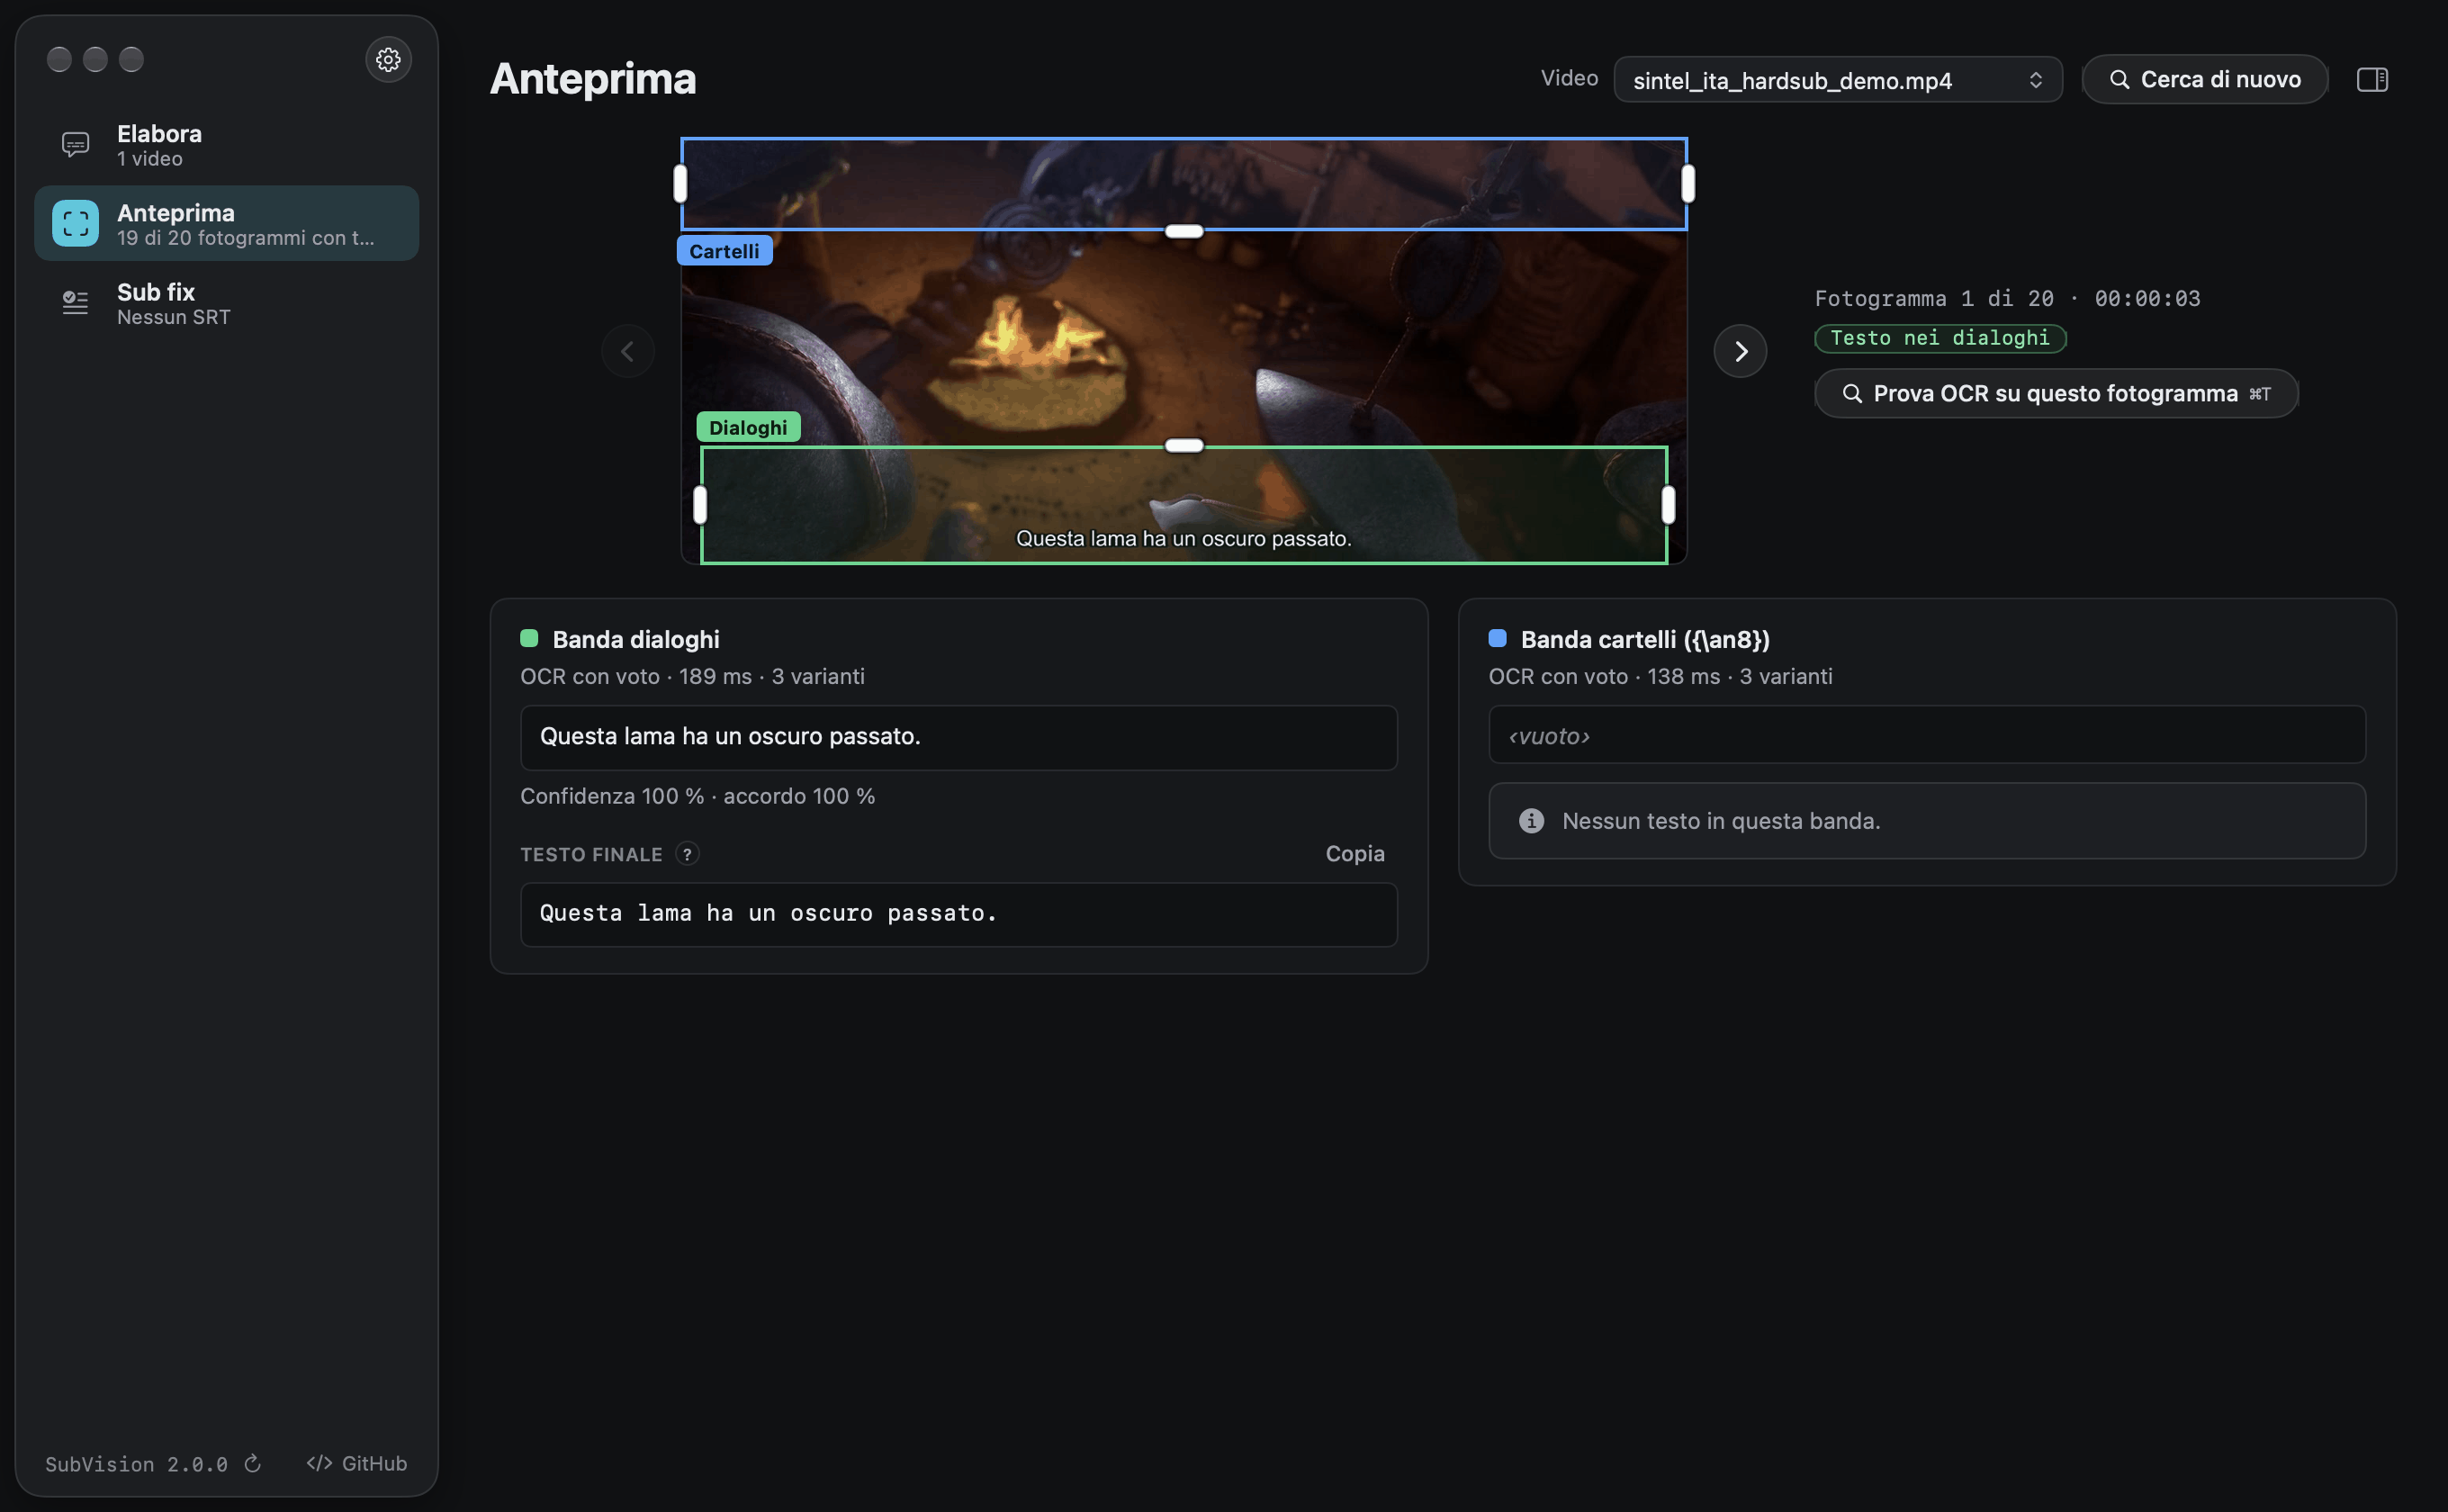 Elabora
1 video
Anteprima
19 di 20 fotogrammi con t...
Sub fix
Nessun SRT
SubVision 2.0.0
</> GitHub
Anteprima
Video
sintel_ita_hardsub_demo.mp4
Cerca di nuovo
Cartelli
Dialoghi
Questa lama ha un oscuro passato.
Fotogramma 1 di 20 · 00:00:03
Testo nei dialoghi
Prova OCR su questo fotogramma ⌘T
Banda dialoghi
OCR con voto · 189 ms · 3 varianti
Questa lama ha un oscuro passato.
Confidenza 100 % · accordo 100 %
TESTO FINALE ?
Copia
Questa lama ha un oscuro passato.
Banda cartelli ({\an8})
OCR con voto · 138 ms · 3 varianti
‹vuoto›
Nessun testo in questa banda.